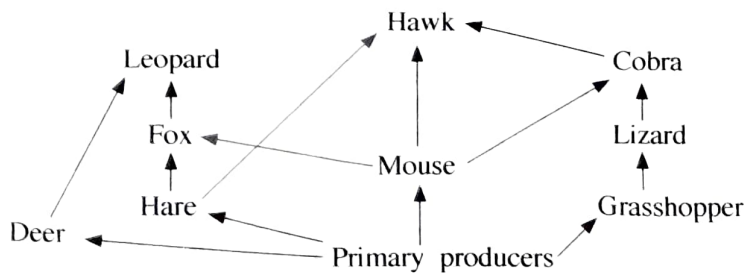 Hawk
Leopard
Cobra
Fox
Lizard
Mouse
Hare
Grasshopper
Deer
Primary producers